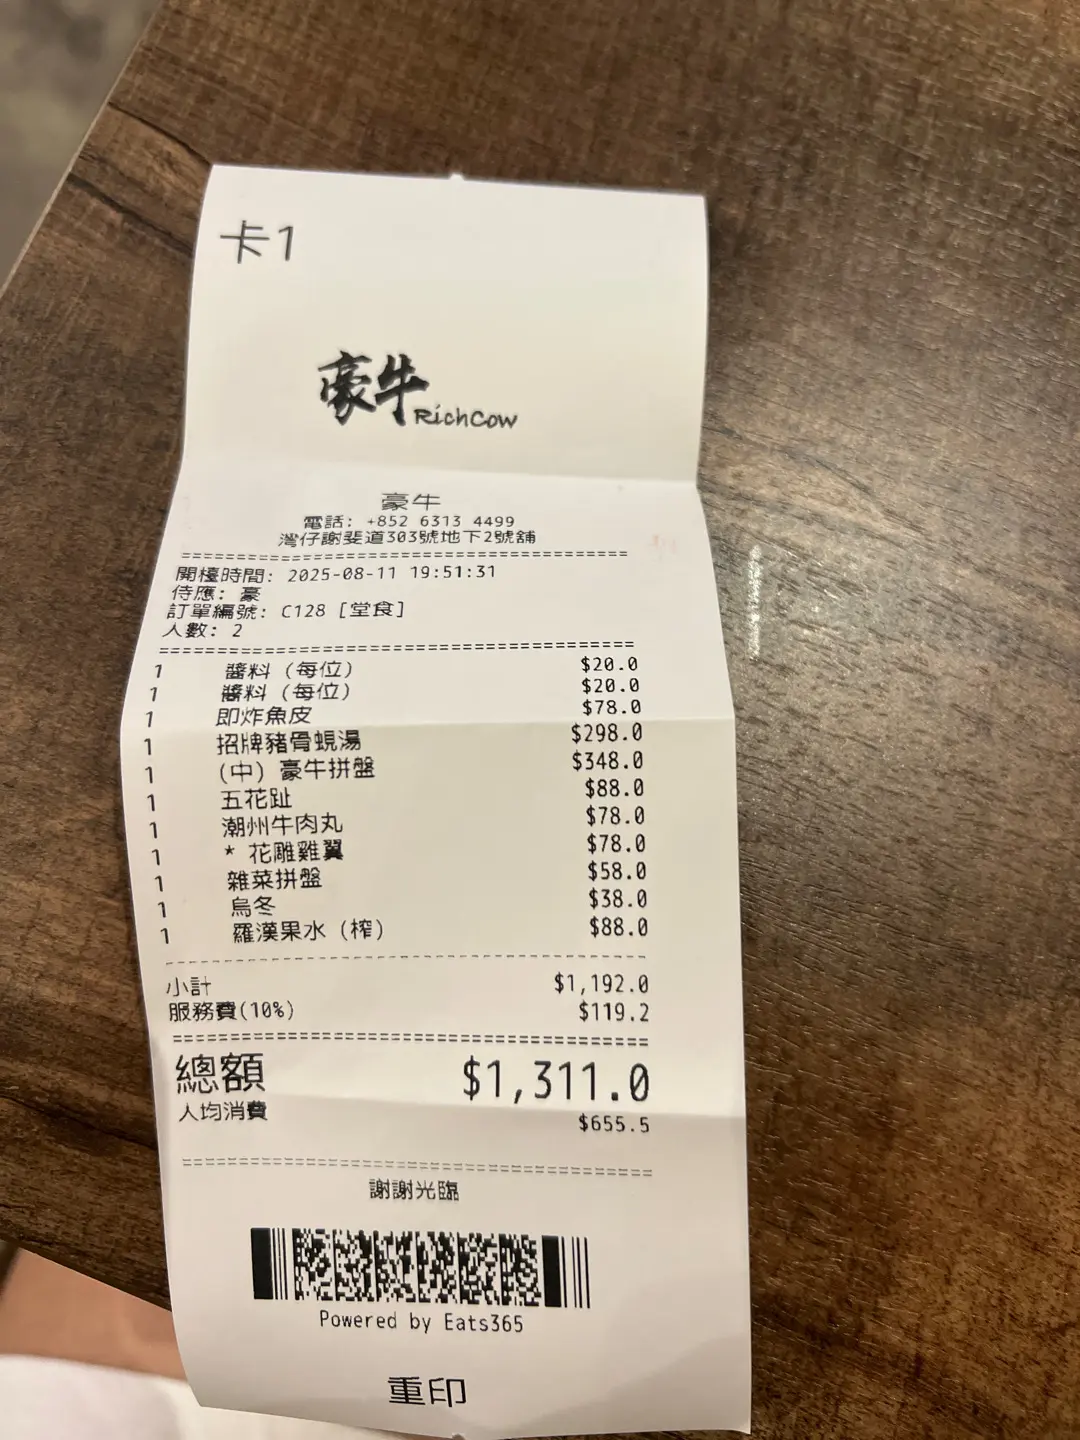 卡1
豪牛 RichCow
豪牛
電話: +852 6313 4499
灣仔謝斐道303號地下2號舖
開檯時間: 2025-08-11 19:51:31
侍應: 豪
訂單編號: C128 [堂食]
人數: 2
1 醬料 (每位) $20.0
1 醬料 (每位) $20.0
1 即炸魚皮 $78.0
1 招牌豬骨蜆湯 $298.0
1 (中) 豪牛拼盤 $348.0
1 五花趾 $88.0
1 潮州牛肉丸 $78.0
1 * 花雕雞翼 $78.0
1 雜菜拼盤 $58.0
1 烏冬 $38.0
1 羅漢果水 (榨) $88.0
小計 $1,192.0
服務費(10%) $119.2
總額 $1,311.0
人均消費 $655.5
謝謝光臨
Powered by Eats365
重印